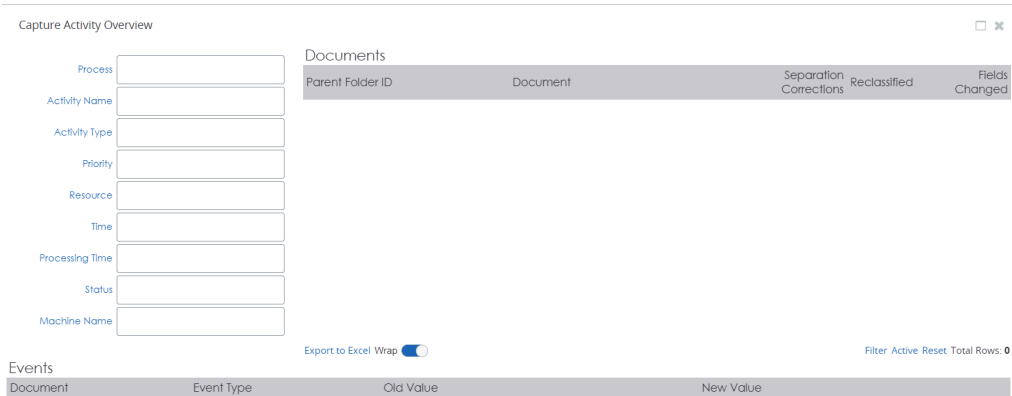 Capture Activity Overview
Process
Activity Name
Activity Type
Priority
Resource
Time
Processing Time
Status
Machine Name
Documents
Parent Folder ID Document Separation Corrections Reclassified Fields Changed
Export to Excel Wrap Filter Active Reset Total Rows: 0
Events
Document Event Type Old Value New Value